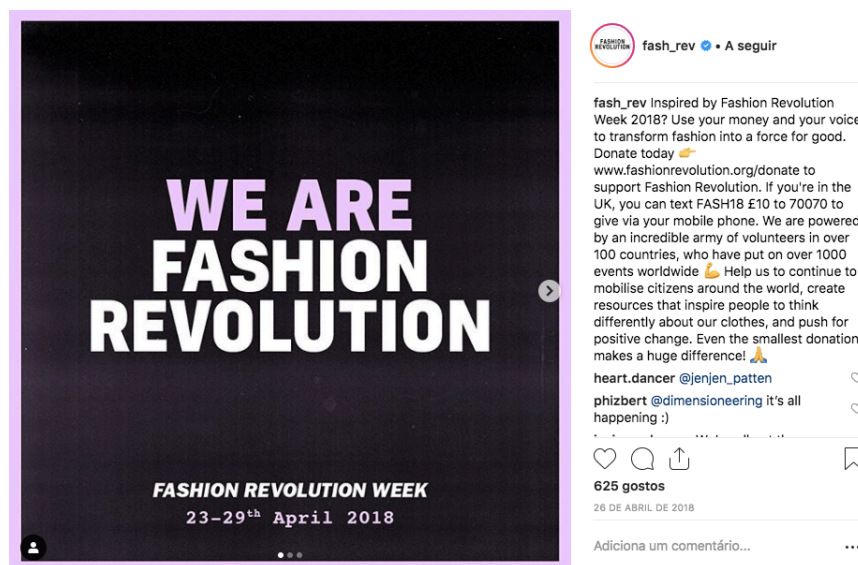 WE ARE
FASHION
REVOLUTION
FASHION REVOLUTION WEEK
23-29th April 2018
FASHION
REVOLUTION
fash_rev • A seguir
fash_rev Inspired by Fashion Revolution
Week 2018? Use your money and your voice
to transform fashion into a force for good.
Donate today 👉
www.fashionrevolution.org/donate to
support Fashion Revolution. If you're in the
UK, you can text FASH18 £10 to 70070 to
give via your mobile phone. We are powered
by an incredible army of volunteers in over
100 countries, who have put on over 1000
events worldwide 💪 Help us to continue to
mobilise citizens around the world, create
resources that inspire people to think
differently about our clothes, and push for
positive change. Even the smallest donation
makes a huge difference! 🙏
heart.dancer @jenjen_patten
phizbert @dimensioneering it's all
happening :)
625 gostos
26 DE ABRIL DE 2018
Adiciona um comentário...